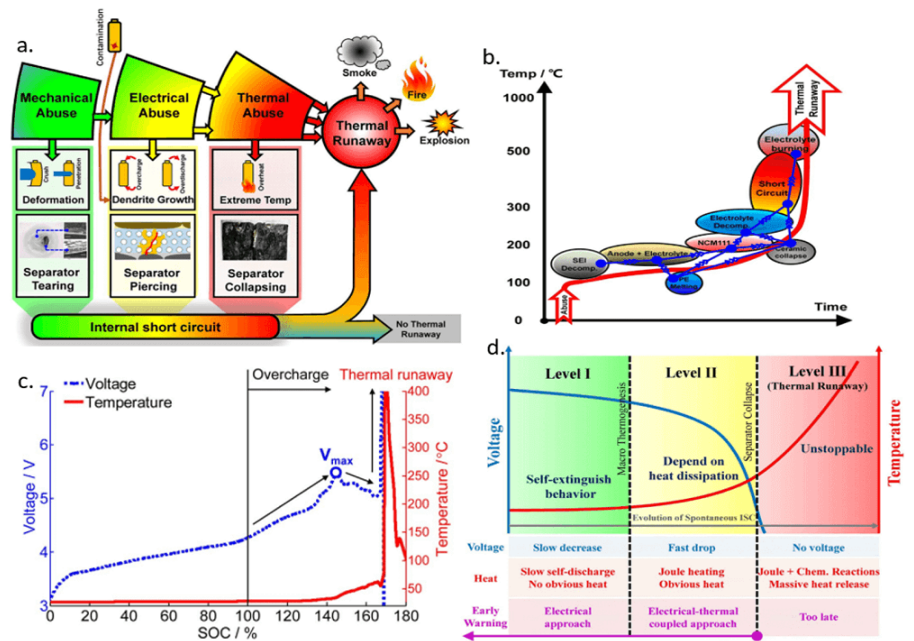 a.
Contamination
Mechanical
Abuse
Electrical
Abuse
Thermal
Abuse
Thermal
Runaway
Smoke
Fire
Explosion
Crush
Penetration
Deformation
Overcharge
Overdischarge
Dendrite Growth
Overheat
Extreme Temp
Separator
Tearing
Separator
Piercing
Separator
Collapsing
Internal short circuit
No Thermal
Runaway
b.
Temp / °C
1000
500
300
200
100
0
Thermal
Runaway
Electrolyte
burning
Short
Circuit
Electrolyte
Decomp.
NCM111
Ceramic
collapse
Anode + Electrolyte
SEI
Decomp.
PE
Melting
Abuse
Time
c.
Voltage
Temperature
Overcharge
Thermal runaway
Vmax
Voltage / V
7
6
5
4
3
Temperature / °C
400
350
300
250
200
150
100
50
0 20 40 60 80 100 120 140 160 180
SOC / %
d.
Voltage
Temperature
Level I
Level II
Level III
(Thermal Runaway)
Macro Thermogenesis
Separator Collapse
Self-extinguish
behavior
Depend on
heat dissipation
Unstoppable
Evolution of Spontaneous ISC
Voltage Slow decrease Fast drop No voltage
Heat
Slow self-discharge
No obvious heat
Joule heating
Obvious heat
Joule + Chem. Reactions
Massive heat release
Early
Warning
Electrical
approach
Electrical-thermal
coupled approach
Too late